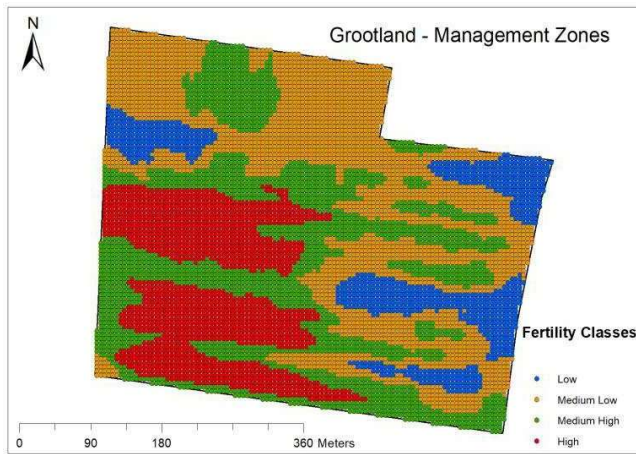 N
Grootland - Management Zones
Fertility Classes
Low
Medium Low
Medium High
High
0 90 180 360 Meters